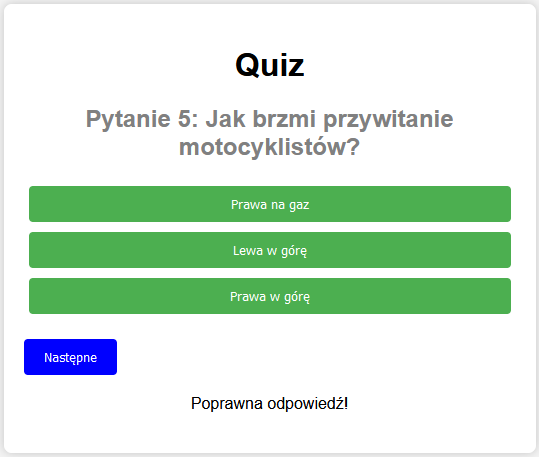 Quiz
Pytanie 5: Jak brzmi przywitanie
motocyklistów?
Prawa na gaz
Lewa w górę
Prawa w górę
Następne
Poprawna odpowiedź!